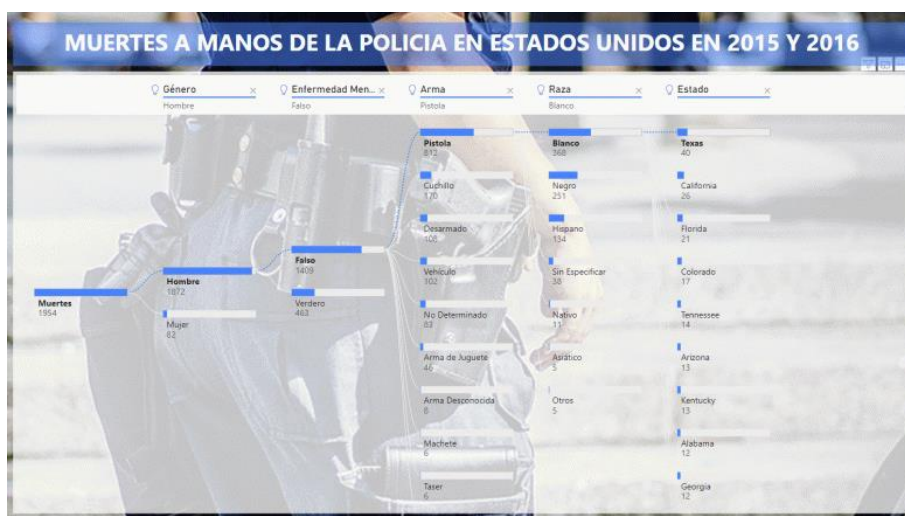 MUERTES A MANOS DE LA POLICIA EN ESTADOS UNIDOS EN 2015 Y 2016
Género
Hombre
Enfermedad Men...
Falso
Arma
Pistola
Raza
Blanco
Estado
Muertes
1954
Hombre
1872
Mujer
82
Falso
1409
Verdero
463
Pistola
812
Cuchillo
170
Desarmado
108
Vehículo
102
No Determinado
83
Arma de Juguete
46
Arma Desconocida
8
Machete
6
Taser
6
Blanco
368
Negro
251
Hispano
134
Sin Especificar
38
Nativo
11
Asiático
5
Otros
5
Texas
40
California
26
Florida
21
Colorado
17
Tennessee
14
Arizona
13
Kentucky
13
Alabama
12
Georgia
12